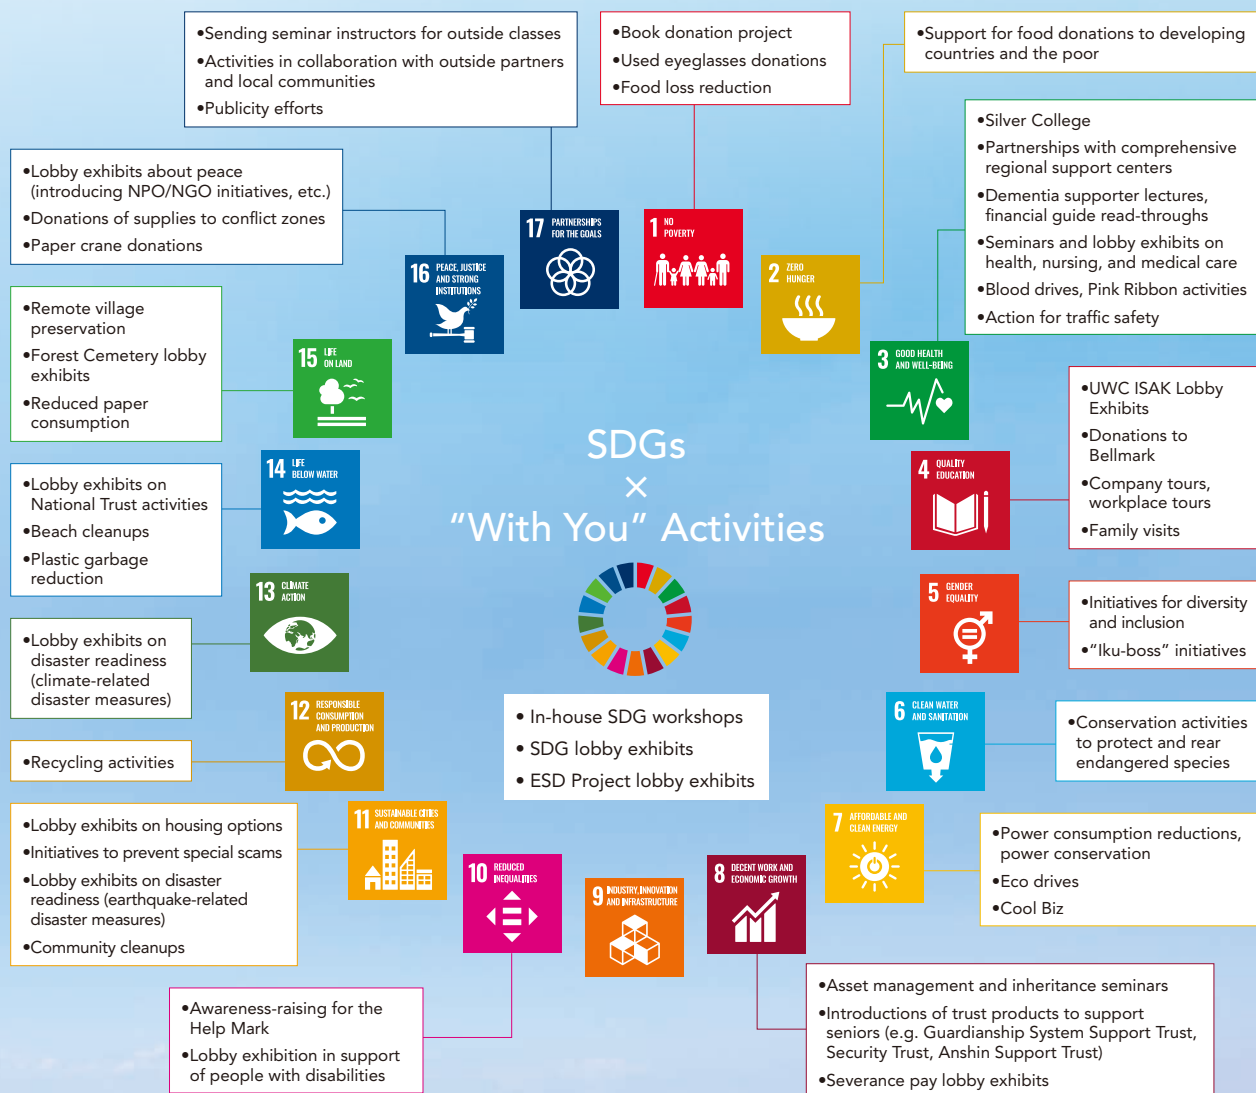 •Sending seminar instructors for outside classes
•Activities in collaboration with outside partners
and local communities
•Publicity efforts
•Book donation project
•Used eyeglasses donations
•Food loss reduction
•Support for food donations to developing
countries and the poor
•Silver College
•Partnerships with comprehensive
regional support centers
•Dementia supporter lectures,
financial guide read-throughs
•Seminars and lobby exhibits on
health, nursing, and medical care
•Blood drives, Pink Ribbon activities
•Action for traffic safety
•Lobby exhibits about peace
(introducing NPO/NGO initiatives, etc.)
•Donations of supplies to conflict zones
•Paper crane donations
17 PARTNERSHIPS
FOR THE GOALS
1 NO
POVERTY
16 PEACE, JUSTICE
AND STRONG
INSTITUTIONS
2 ZERO
HUNGER
•Remote village
preservation
•Forest Cemetery lobby
exhibits
•Reduced paper
consumption
15 LIFE
ON LAND
3 GOOD HEALTH
AND WELL-BEING
•UWC ISAK Lobby
Exhibits
•Donations to
Bellmark
•Company tours,
workplace tours
•Family visits
SDGs
×
“With You” Activities
14 LIFE
BELOW WATER
4 QUALITY
EDUCATION
•Lobby exhibits on
National Trust activities
•Beach cleanups
•Plastic garbage
reduction
13 CLIMATE
ACTION
5 GENDER
EQUALITY
•Initiatives for diversity
and inclusion
•“Iku-boss” initiatives
•Lobby exhibits on
disaster readiness
(climate-related
disaster measures)
12 RESPONSIBLE
CONSUMPTION
AND PRODUCTION
• In-house SDG workshops
• SDG lobby exhibits
• ESD Project lobby exhibits
6 CLEAN WATER
AND SANITATION
•Conservation activities
to protect and rear
endangered species
•Recycling activities
•Lobby exhibits on housing options
•Initiatives to prevent special scams
•Lobby exhibits on disaster
readiness (earthquake-related
disaster measures)
•Community cleanups
11 SUSTAINABLE CITIES
AND COMMUNITIES
7 AFFORDABLE AND
CLEAN ENERGY
•Power consumption reductions,
power conservation
•Eco drives
•Cool Biz
10 REDUCED
INEQUALITIES
9 INDUSTRY, INNOVATION
AND INFRASTRUCTURE
8 DECENT WORK AND
ECONOMIC GROWTH
•Awareness-raising for the
Help Mark
•Lobby exhibition in support
of people with disabilities
•Asset management and inheritance seminars
•Introductions of trust products to support
seniors (e.g. Guardianship System Support Trust,
Security Trust, Anshin Support Trust)
•Severance pay lobby exhibits